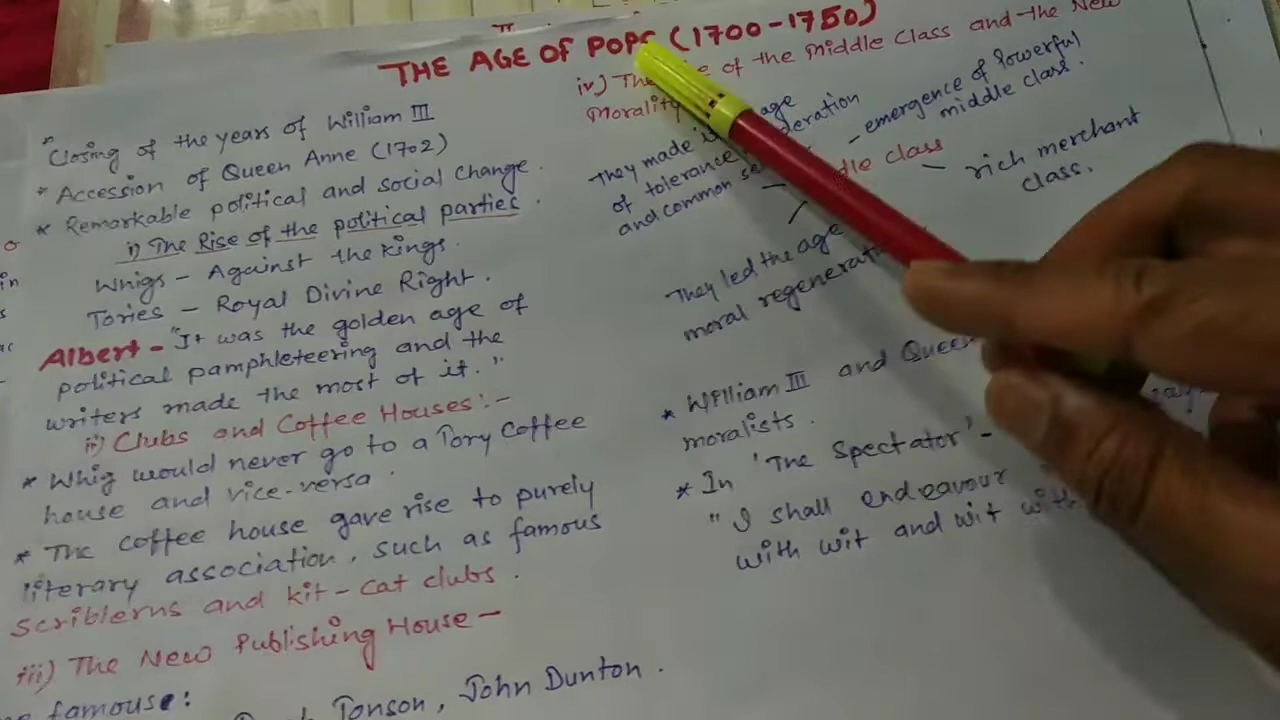 THE AGE OF POPE (1700-1750)
* Closing of the years of William III
* Accession of Queen Anne (1702)
* Remarkable political and social change.
i) The Rise of the political parties.
Whigs - Against the kings.
Tories - Royal Divine Right.
Albert - "It was the golden age of
political pamphleteering and the
writers made the most of it."
ii) Clubs and Coffee Houses:-
* Whig would never go to a Tory Coffee
house and vice-versa.
* The coffee house gave rise to purely
literary association, such as famous
scriblerns and kit-cat clubs.
iii) The New Publishing House -
famouse:
Tonson, John Dunton.
iv) The of the Middle Class and the New
Morality
They made age
of tolerance
and common
- emergence of powerful
middle class.
class
- rich merchant
class.
They led the age
moral
* William III and Queen
moralists.
* In 'The Spectator' -
"I shall endeavour
with wit and wit